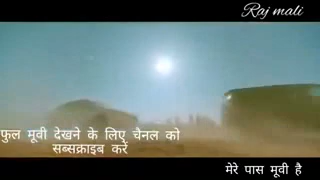 Raj mali
फुल मूवी देखने के लिए चैनल को
सब्सक्राइब करें
मेरे पास मूवी है